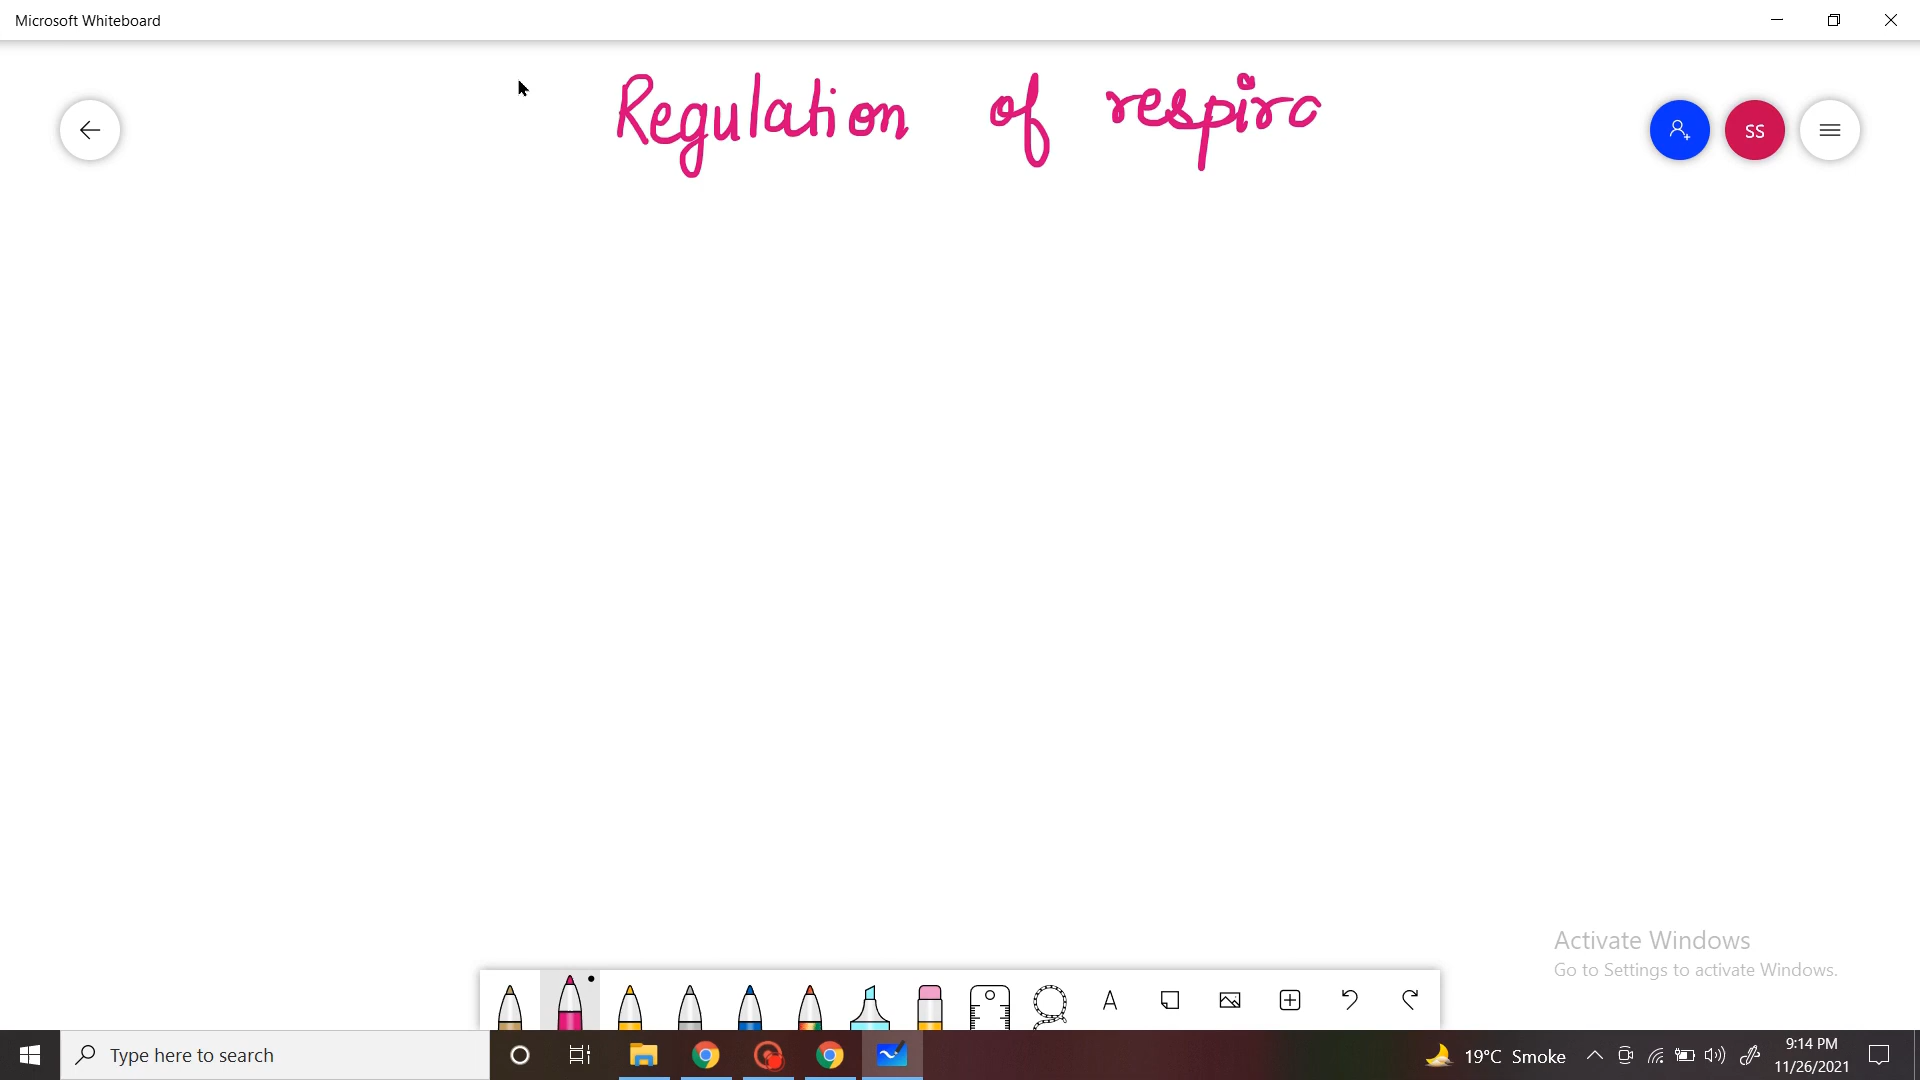 Microsoft Whiteboard
Regulation of respira
SS
Activate Windows
Go to Settings to activate Windows.
Type here to search
19°C Smoke
9:14 PM
11/26/2021